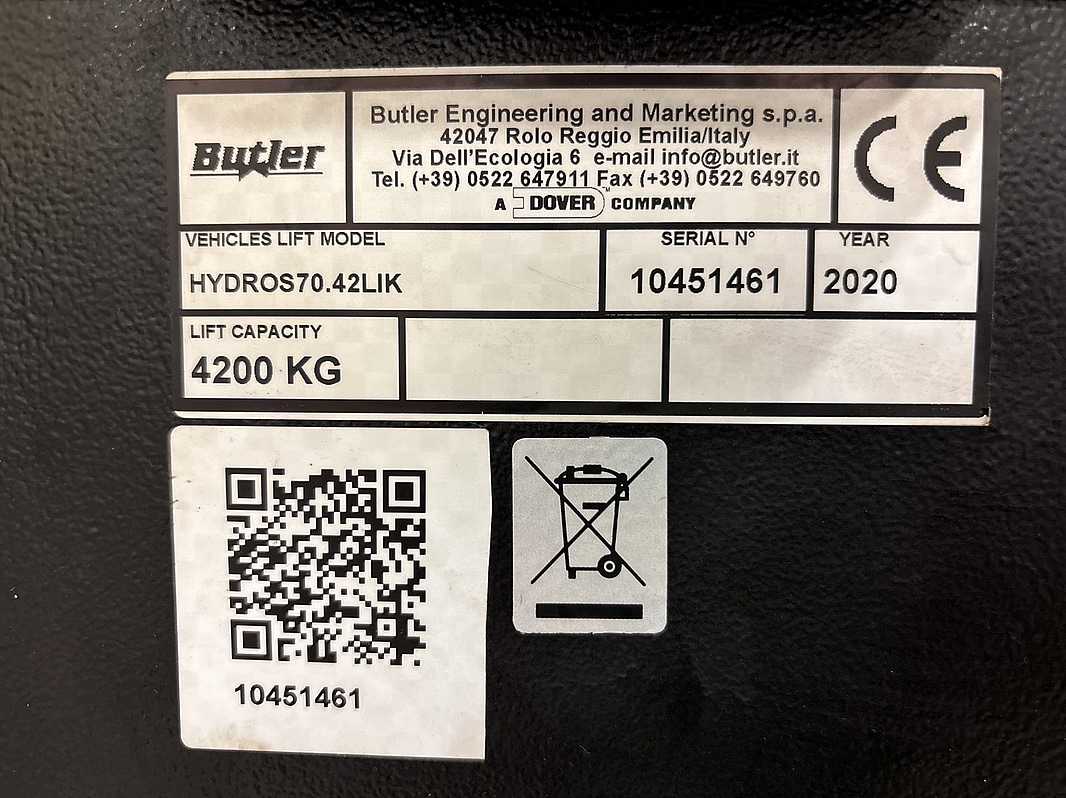 Butler
Butler Engineering and Marketing s.p.a.
42047 Rolo Reggio Emilia/Italy
Via Dell'Ecologia 6 e-mail info@butler.it
Tel. (+39) 0522 647911 Fax (+39) 0522 649760
A DOVER™ COMPANY
CE
VEHICLES LIFT MODEL
HYDROS70.42LIK
SERIAL N°
10451461
YEAR
2020
LIFT CAPACITY
4200 KG
10451461